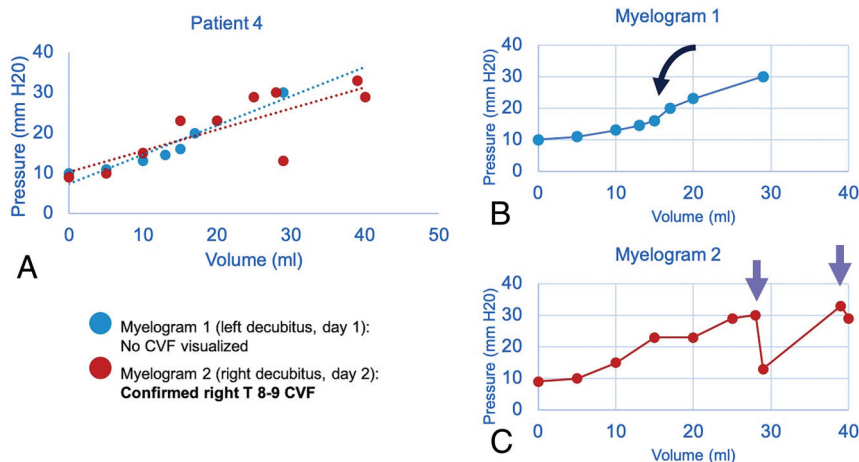 Patient 4
Pressure (mm H20)
40
30
20
10
0
0 10 20 30 40 50
Volume (ml)
A
Myelogram 1 (left decubitus, day 1):
No CVF visualized
Myelogram 2 (right decubitus, day 2):
Confirmed right T 8-9 CVF
Myelogram 1
Pressure (mm H20)
40
30
20
10
0
0 10 20 30 40
Volume (ml)
B
Myelogram 2
Pressure (mm H20)
40
30
20
10
0
0 10 20 30 40
Volume (ml)
C